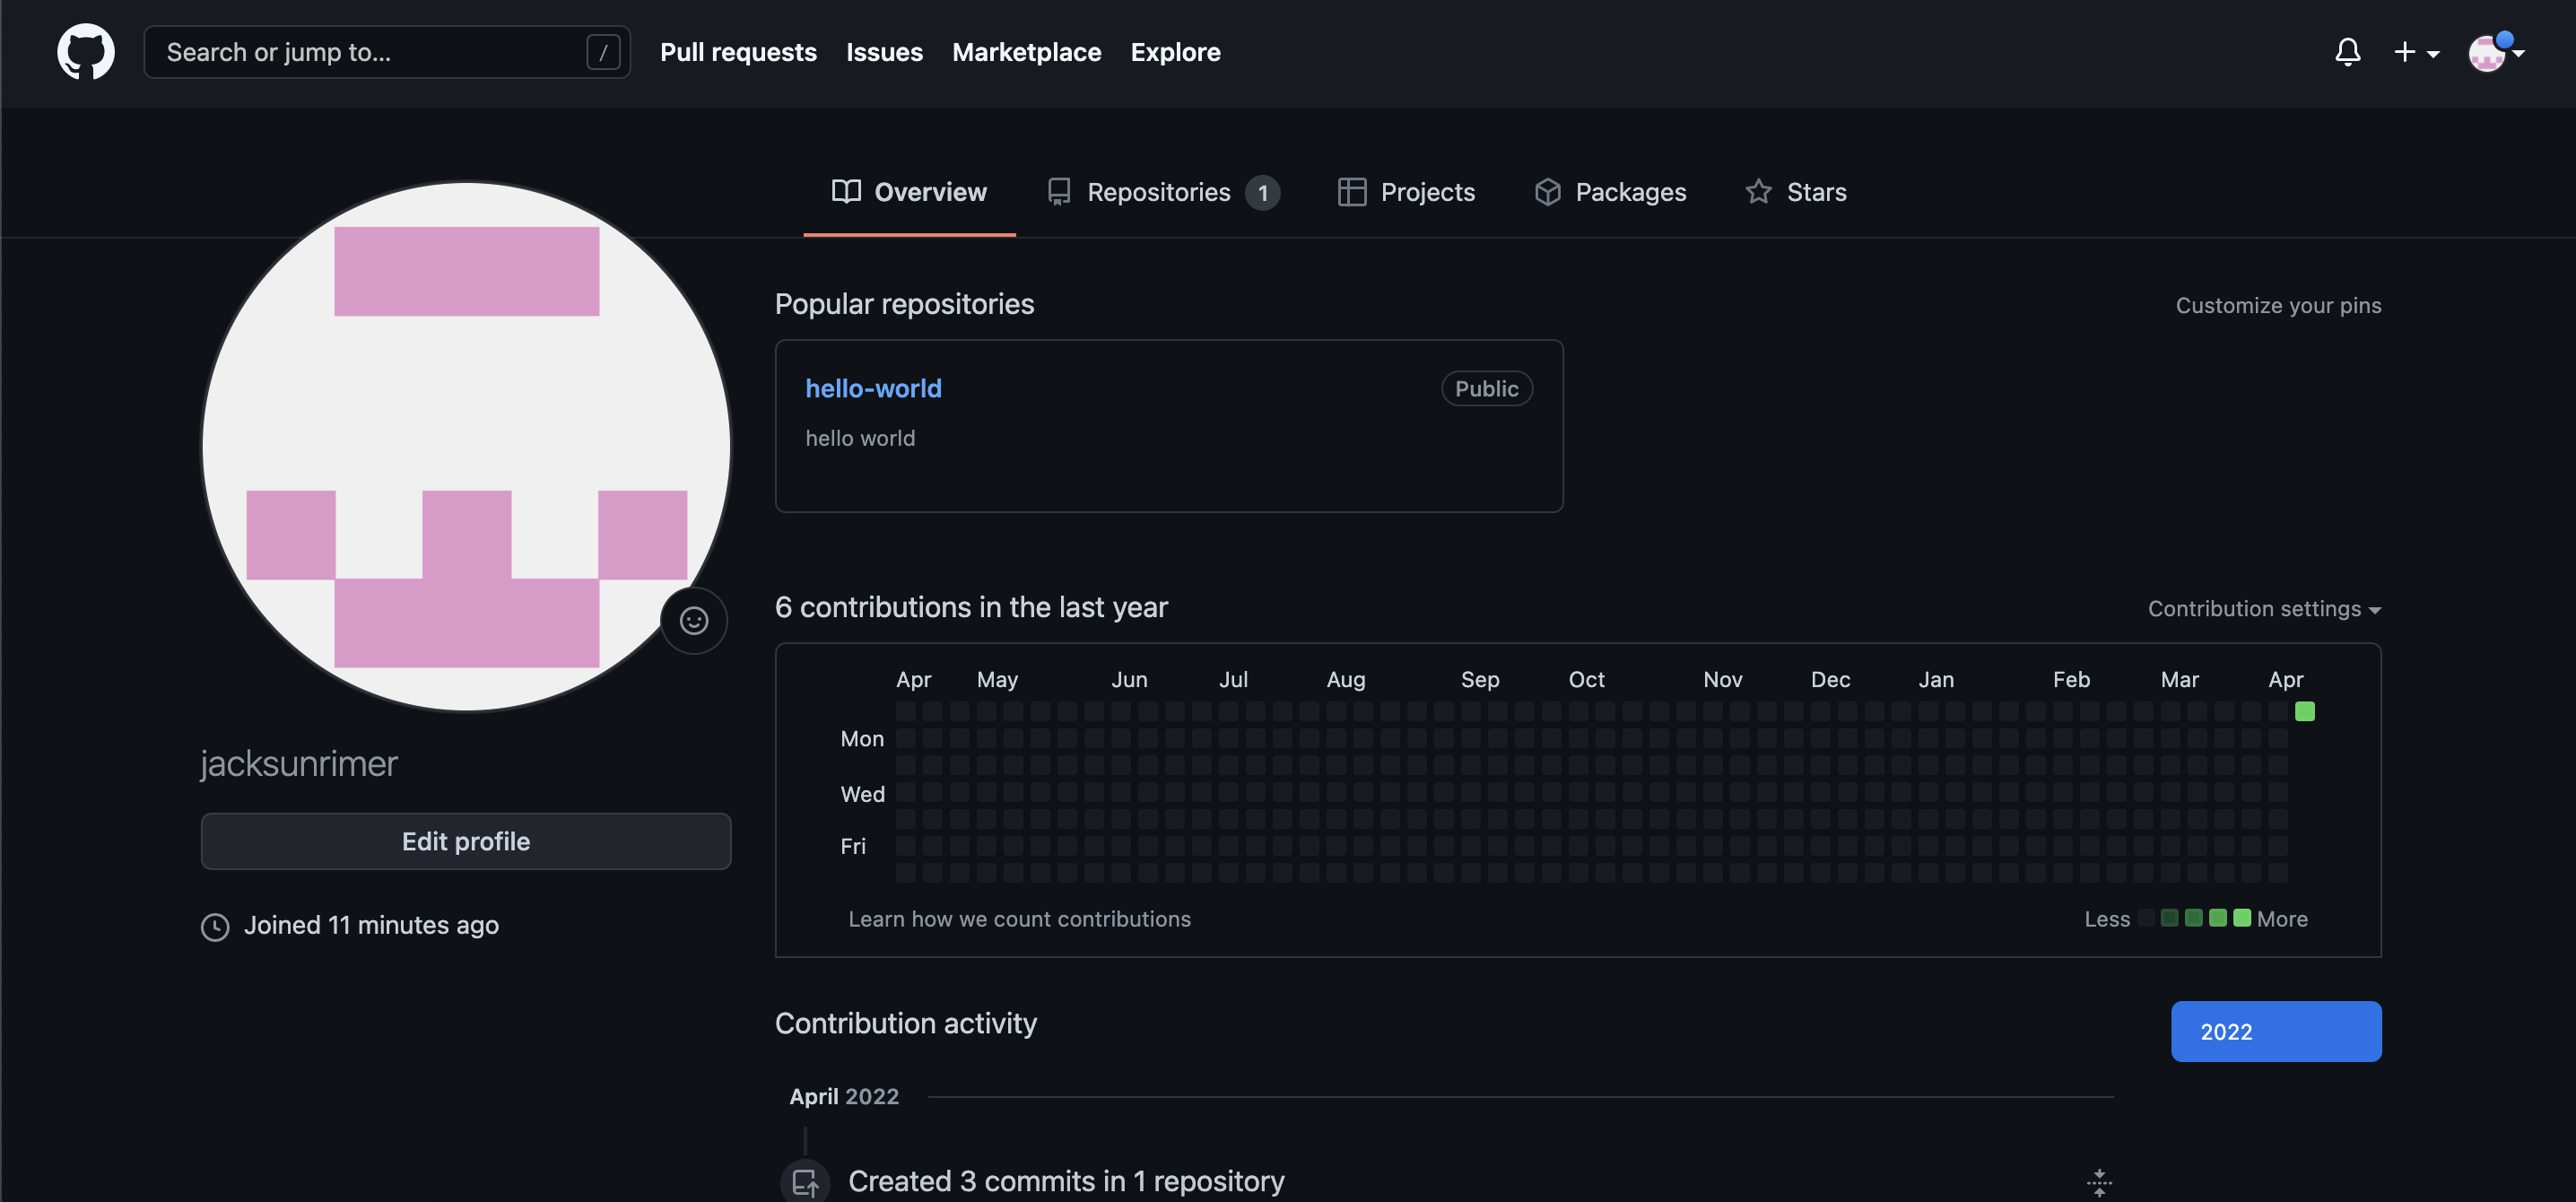 Search or jump to... /
Pull requests Issues Marketplace Explore
Overview Repositories 1 Projects Packages Stars
jacksunrimer
Edit profile
Joined 11 minutes ago
Popular repositories
Customize your pins
hello-world Public
hello world
6 contributions in the last year
Contribution settings
Apr May Jun Jul Aug Sep Oct Nov Dec Jan Feb Mar Apr
Mon
Wed
Fri
Learn how we count contributions
Less More
Contribution activity
2022
April 2022
Created 3 commits in 1 repository